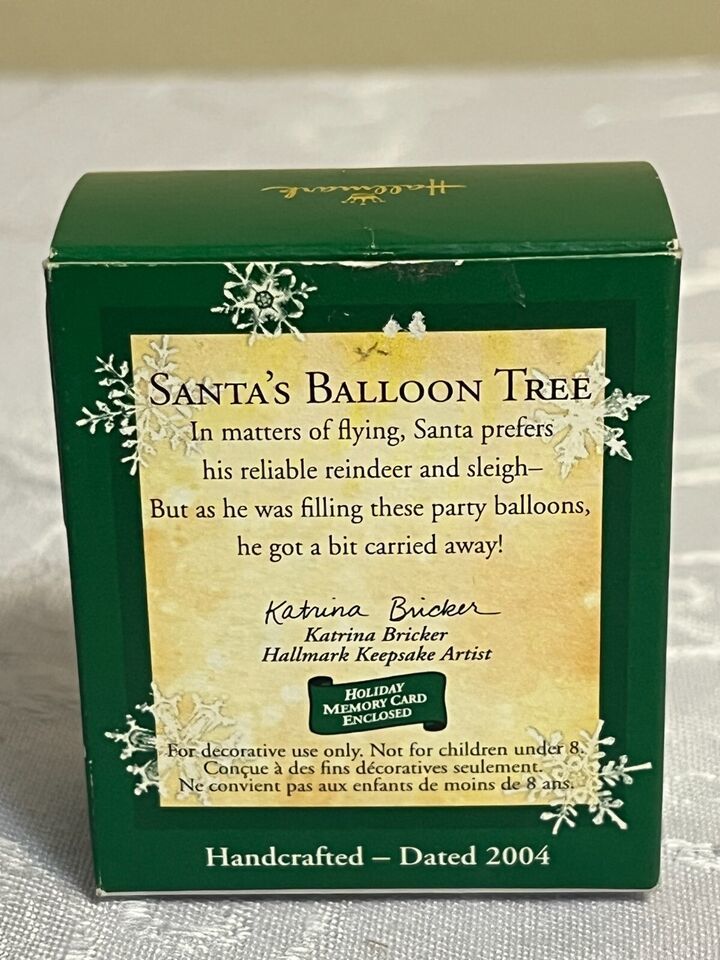 Hallmark
SANTA'S BALLOON TREE
In matters of flying, Santa prefers
his reliable reindeer and sleigh–
But as he was filling these party balloons,
he got a bit carried away!
Katrina Bricker
Katrina Bricker
Hallmark Keepsake Artist
HOLIDAY
MEMORY CARD
ENCLOSED
For decorative use only. Not for children under 8.
Conçue à des fins décoratives seulement.
Ne convient pas aux enfants de moins de 8 ans.
Handcrafted – Dated 2004